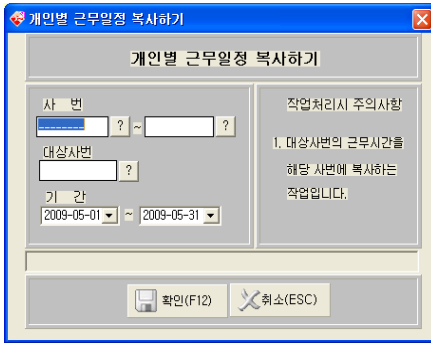 개인별 근무일정 복사하기
개인별 근무일정 복사하기
사 번
________ ? ~ ?
대상사번
?
기 간
2009-05-01 ~ 2009-05-31
작업처리시 주의사항
1. 대상사번의 근무시간을
해당 사번에 복사하는
작업입니다.
확인(F12) 취소(ESC)